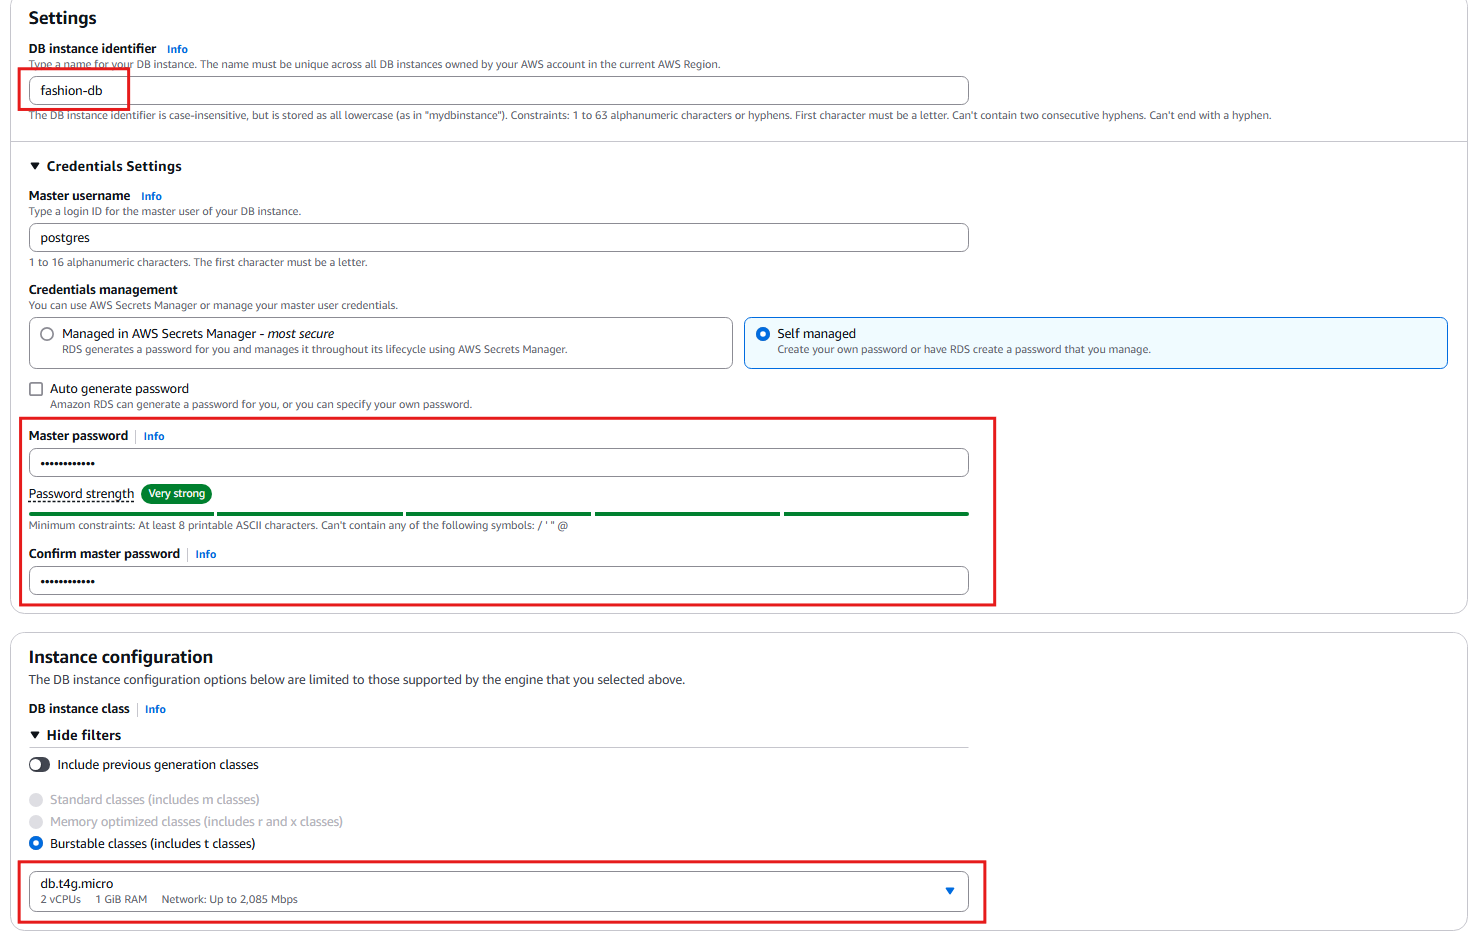 Settings
DB instance identifier Info
Type a name for your DB instance. The name must be unique across all DB instances owned by your AWS account in the current AWS Region.
fashion-db
The DB instance identifier is case-insensitive, but is stored as all lowercase (as in "mydbinstance"). Constraints: 1 to 63 alphanumeric characters or hyphens. First character must be a letter. Can't contain two consecutive hyphens. Can't end with a hyphen.
Credentials Settings
Master username Info
Type a login ID for the master user of your DB instance.
postgres
1 to 16 alphanumeric characters. The first character must be a letter.
Credentials management
You can use AWS Secrets Manager or manage your master user credentials.
Managed in AWS Secrets Manager - most secure
RDS generates a password for you and manages it throughout its lifecycle using AWS Secrets Manager.
Self managed
Create your own password or have RDS create a password that you manage.
Auto generate password
Amazon RDS can generate a password for you, or you can specify your own password.
Master password Info
••••••••••••
Password strength Very strong
Minimum constraints: At least 8 printable ASCII characters. Can't contain any of the following symbols: / ' " @
Confirm master password Info
••••••••••••
Instance configuration
The DB instance configuration options below are limited to those supported by the engine that you selected above.
DB instance class Info
Hide filters
Include previous generation classes
Standard classes (includes m classes)
Memory optimized classes (includes r and x classes)
Burstable classes (includes t classes)
db.t4g.micro
2 vCPUs 1 GiB RAM Network: Up to 2,085 Mbps